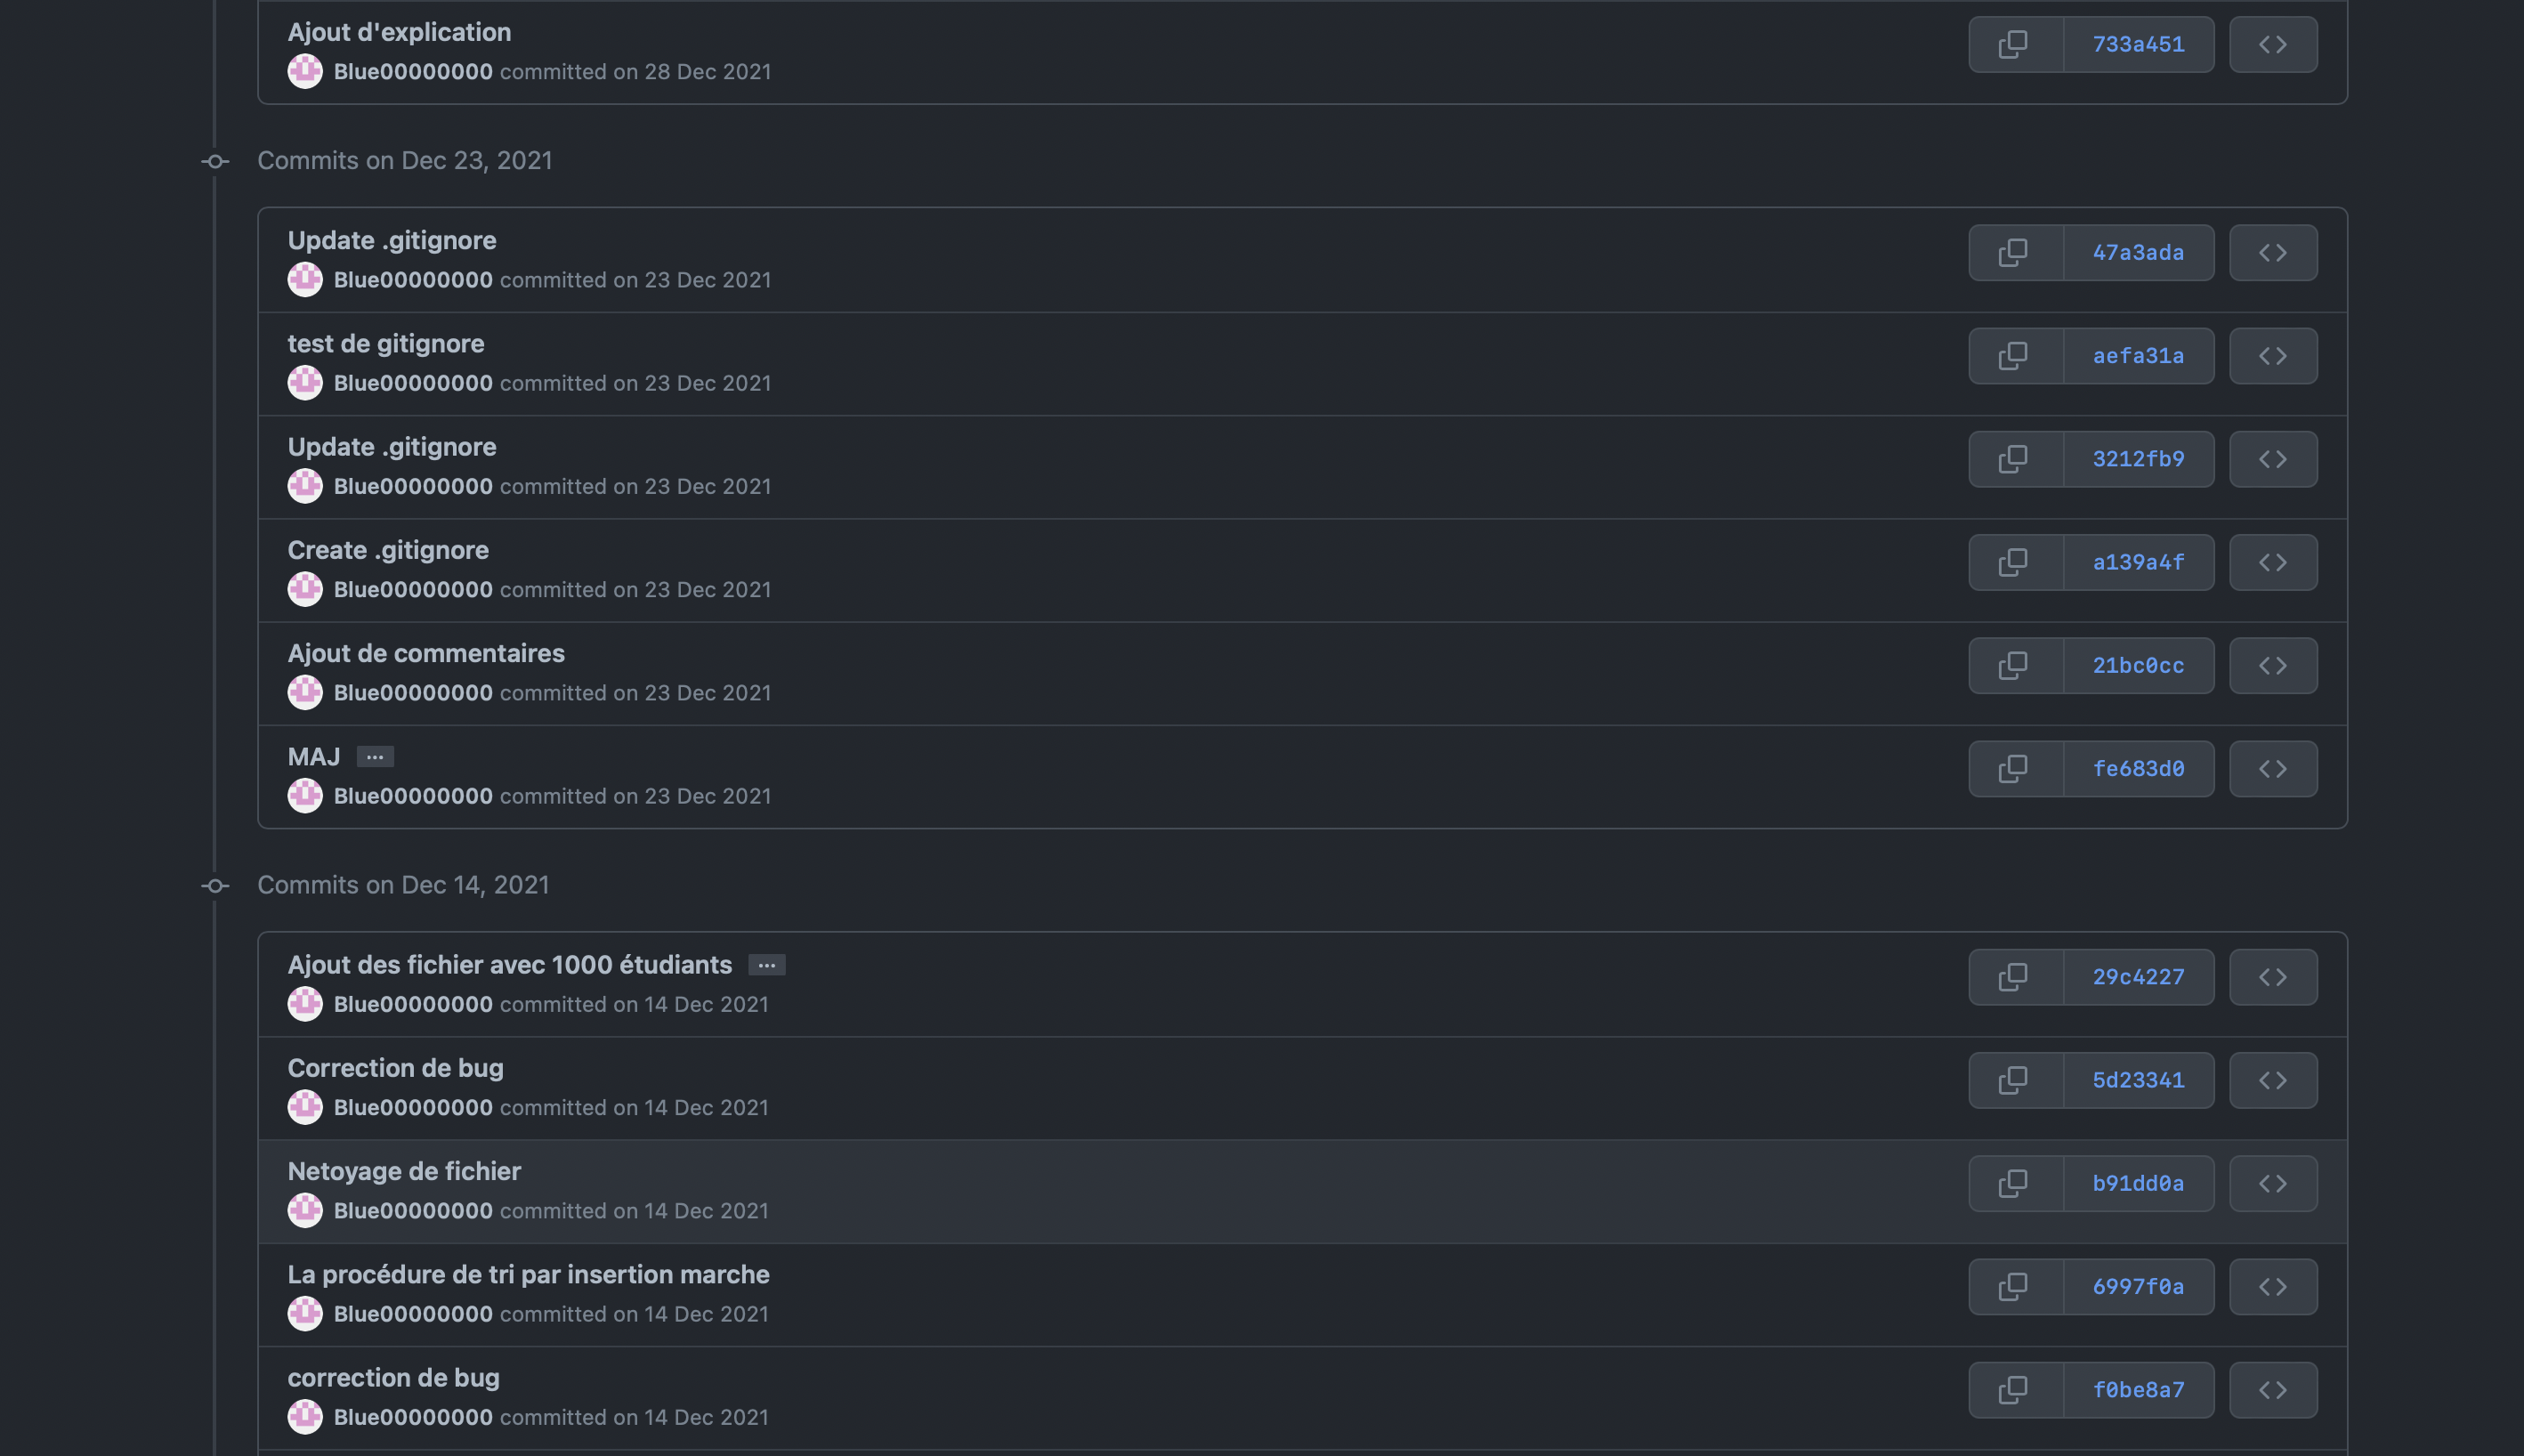 Ajout d'explication
733a451
Blue00000000 committed on 28 Dec 2021
Commits on Dec 23, 2021
Update .gitignore
47a3ada
Blue00000000 committed on 23 Dec 2021
test de gitignore
aefa31a
Blue00000000 committed on 23 Dec 2021
Update .gitignore
3212fb9
Blue00000000 committed on 23 Dec 2021
Create .gitignore
a139a4f
Blue00000000 committed on 23 Dec 2021
Ajout de commentaires
21bc0cc
Blue00000000 committed on 23 Dec 2021
MAJ ...
fe683d0
Blue00000000 committed on 23 Dec 2021
Commits on Dec 14, 2021
Ajout des fichier avec 1000 étudiants ...
29c4227
Blue00000000 committed on 14 Dec 2021
Correction de bug
5d23341
Blue00000000 committed on 14 Dec 2021
Netoyage de fichier
b91dd0a
Blue00000000 committed on 14 Dec 2021
La procédure de tri par insertion marche
6997f0a
Blue00000000 committed on 14 Dec 2021
correction de bug
f0be8a7
Blue00000000 committed on 14 Dec 2021